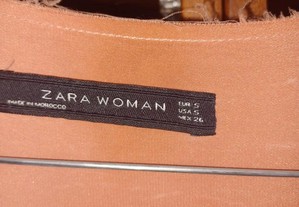 ZARA WOMAN
MADE IN MOROCCO
EUR S
USA S
MEX 26